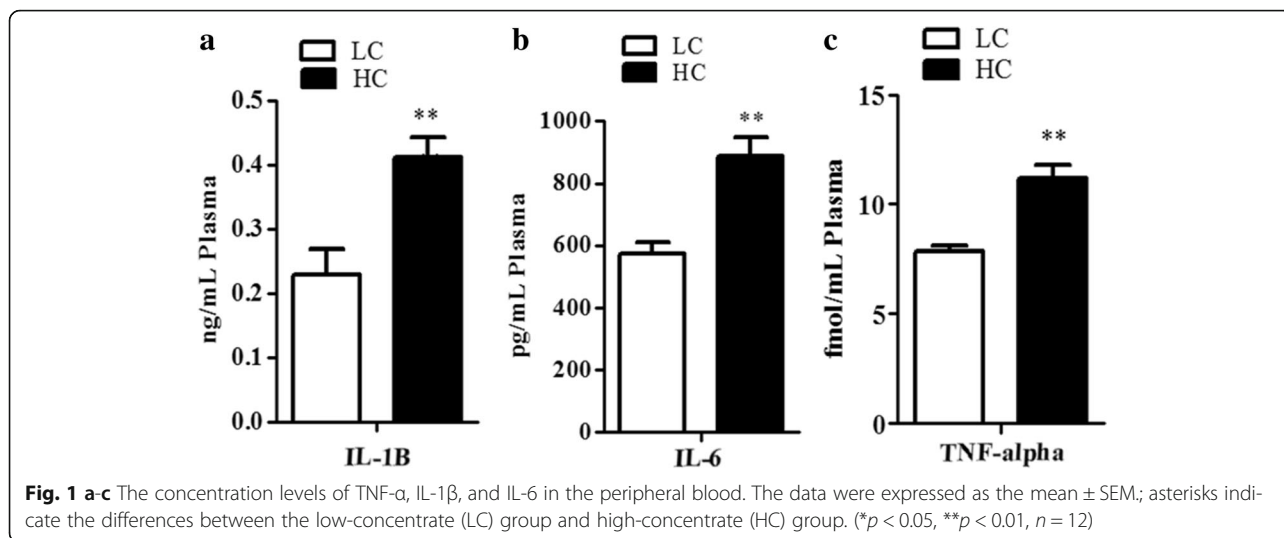 a
LC
HC
0.5
0.4
0.3
0.2
0.1
0.0
ng/mL Plasma
**
IL-1B
b
LC
HC
1000
800
600
400
200
0
pg/mL Plasma
**
IL-6
c
LC
HC
15
10
5
0
fmol/mL Plasma
**
TNF-alpha
Fig. 1 a-c The concentration levels of TNF-α, IL-1β, and IL-6 in the peripheral blood. The data were expressed as the mean ± SEM.; asterisks indi-
cate the differences between the low-concentrate (LC) group and high-concentrate (HC) group. (*p < 0.05, **p < 0.01, n = 12)